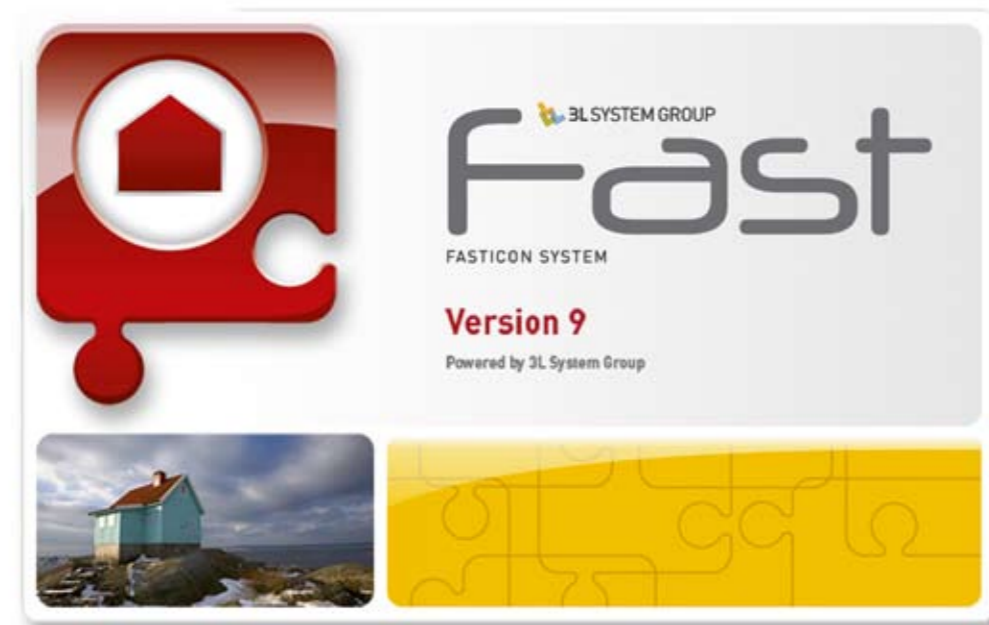 3L SYSTEM GROUP
Fast
FASTICON SYSTEM
Version 9
Powered by 3L System Group